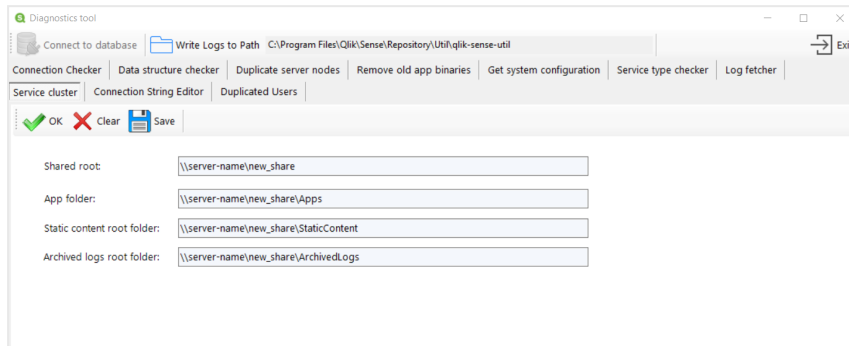 Diagnostics tool
Connect to database Write Logs to Path C:\Program Files\Qlik\Sense\Repository\Util\qlik-sense-util Exi
Connection Checker Data structure checker Duplicate server nodes Remove old app binaries Get system configuration Service type checker Log fetcher
Service cluster Connection String Editor Duplicated Users
OK Clear Save
Shared root: \\server-name\new_share
App folder: \\server-name\new_share\Apps
Static content root folder: \\server-name\new_share\StaticContent
Archived logs root folder: \\server-name\new_share\ArchivedLogs